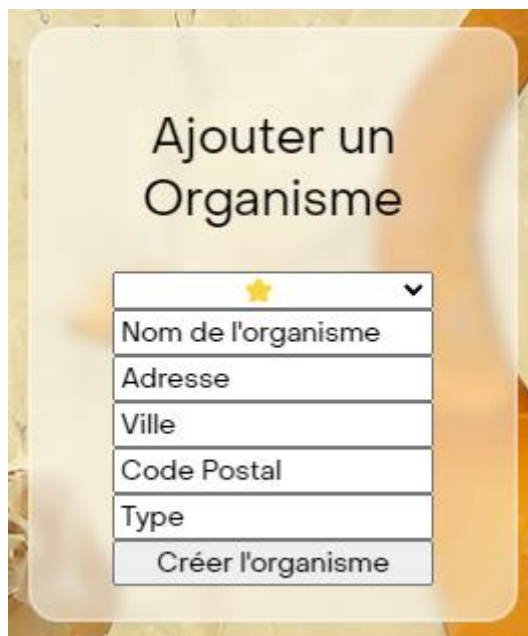 Ajouter un
Organisme
⭐
Nom de l'organisme
Adresse
Ville
Code Postal
Type
Créer l'organisme